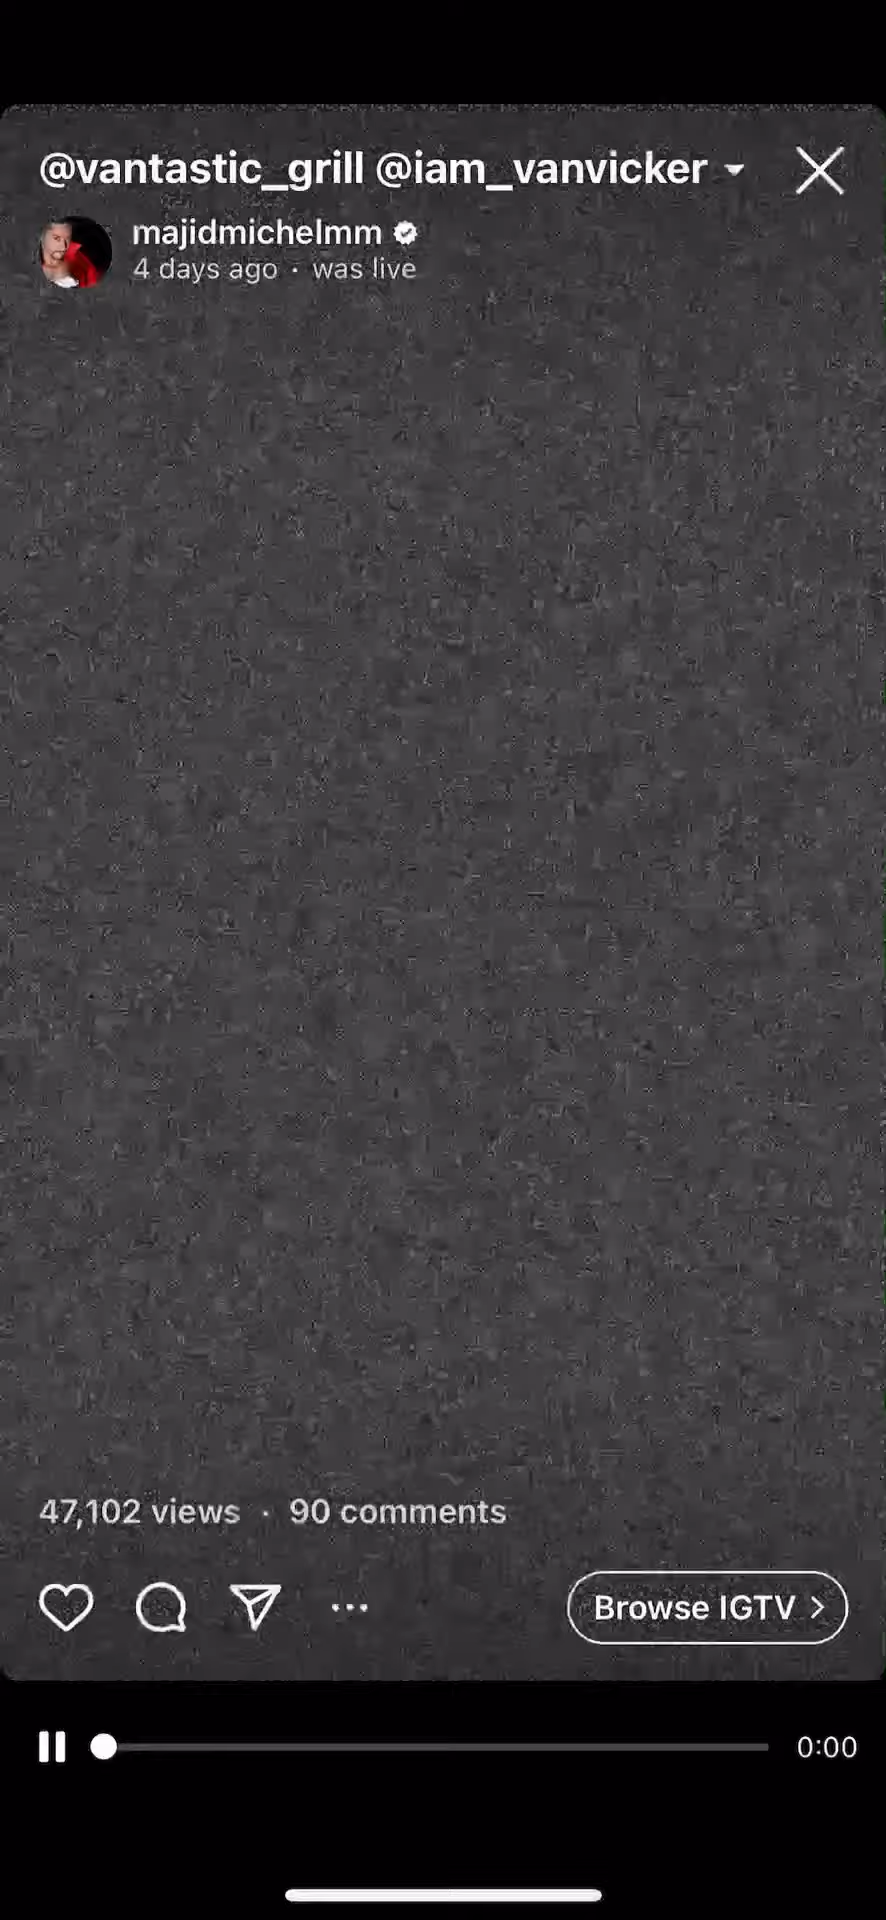 @vantastic_grill @iam_vanvicker
majidmichelmm
4 days ago · was live
47,102 views · 90 comments
Browse IGTV
0:00